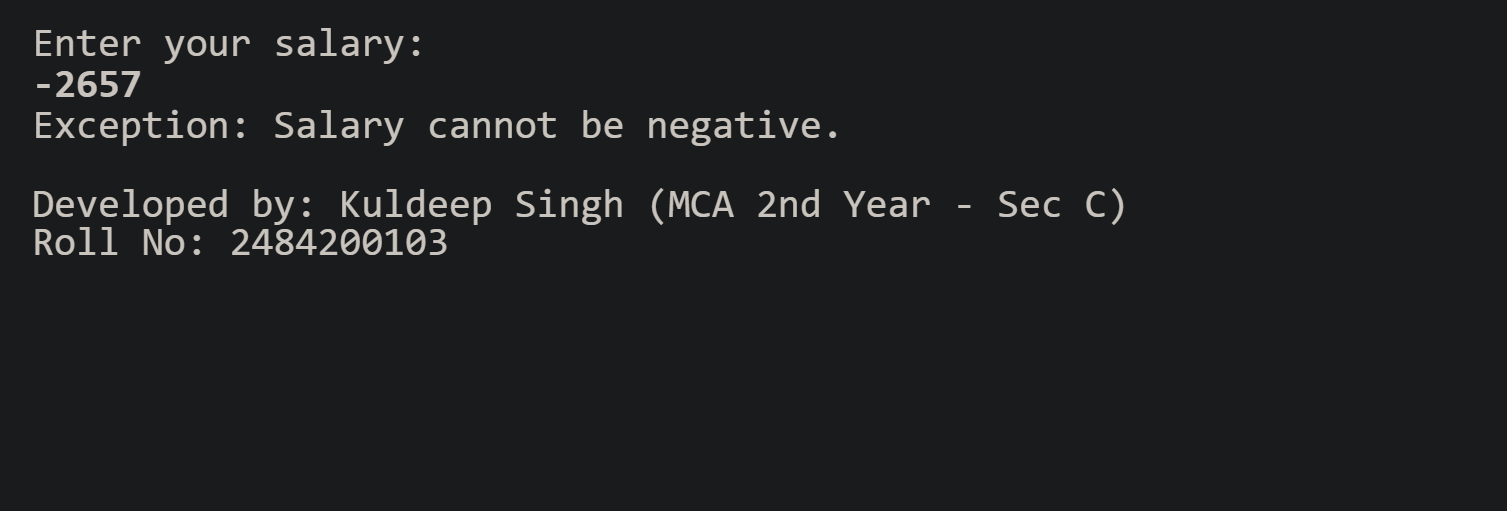 Enter your salary:
-2657
Exception: Salary cannot be negative.
Developed by: Kuldeep Singh (MCA 2nd Year - Sec C)
Roll No: 2484200103